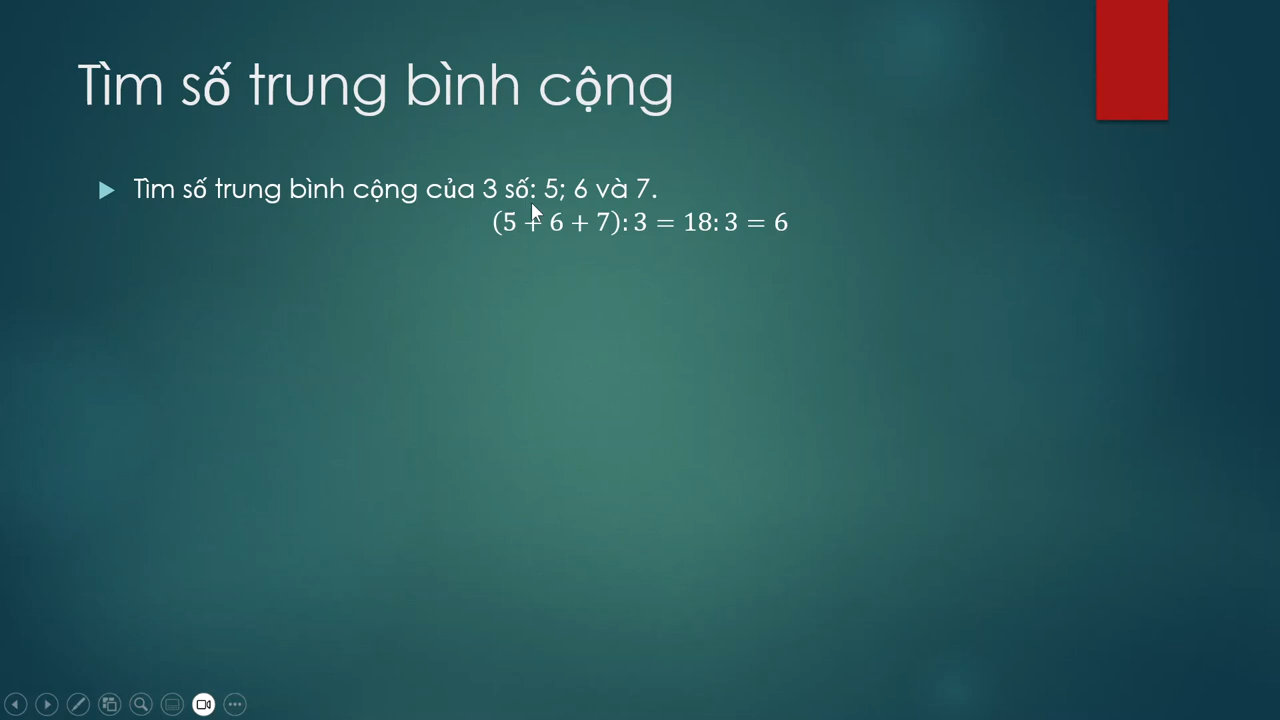 Tìm số trung bình cộng
Tìm số trung bình cộng của 3 số: 5; 6 và 7.
(5 + 6 + 7): 3 = 18: 3 = 6